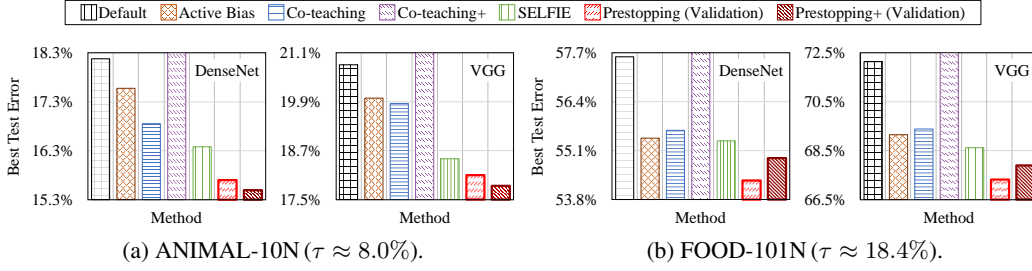 Default Active Bias Co-teaching Co-teaching+ SELFIE Prestopping (Validation) Prestopping+ (Validation)
Best Test Error
18.3%
17.3%
16.3%
15.3%
DenseNet
Method
21.1%
19.9%
18.7%
17.5%
VGG
Method
(a) ANIMAL-10N (τ ≈ 8.0%).
Best Test Error
57.7%
56.4%
55.1%
53.8%
DenseNet
Method
72.5%
70.5%
68.5%
66.5%
VGG
Method
(b) FOOD-101N (τ ≈ 18.4%).